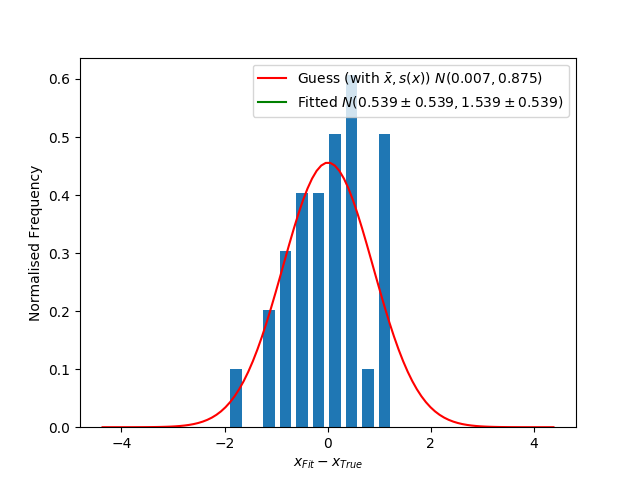 Guess (with x̄, s(x)) N(0.007, 0.875)
Fitted N(0.539 ± 0.539, 1.539 ± 0.539)
Normalised Frequency
0.6
0.5
0.4
0.3
0.2
0.1
0.0
−4 −2 0 2 4
x_Fit − x_True